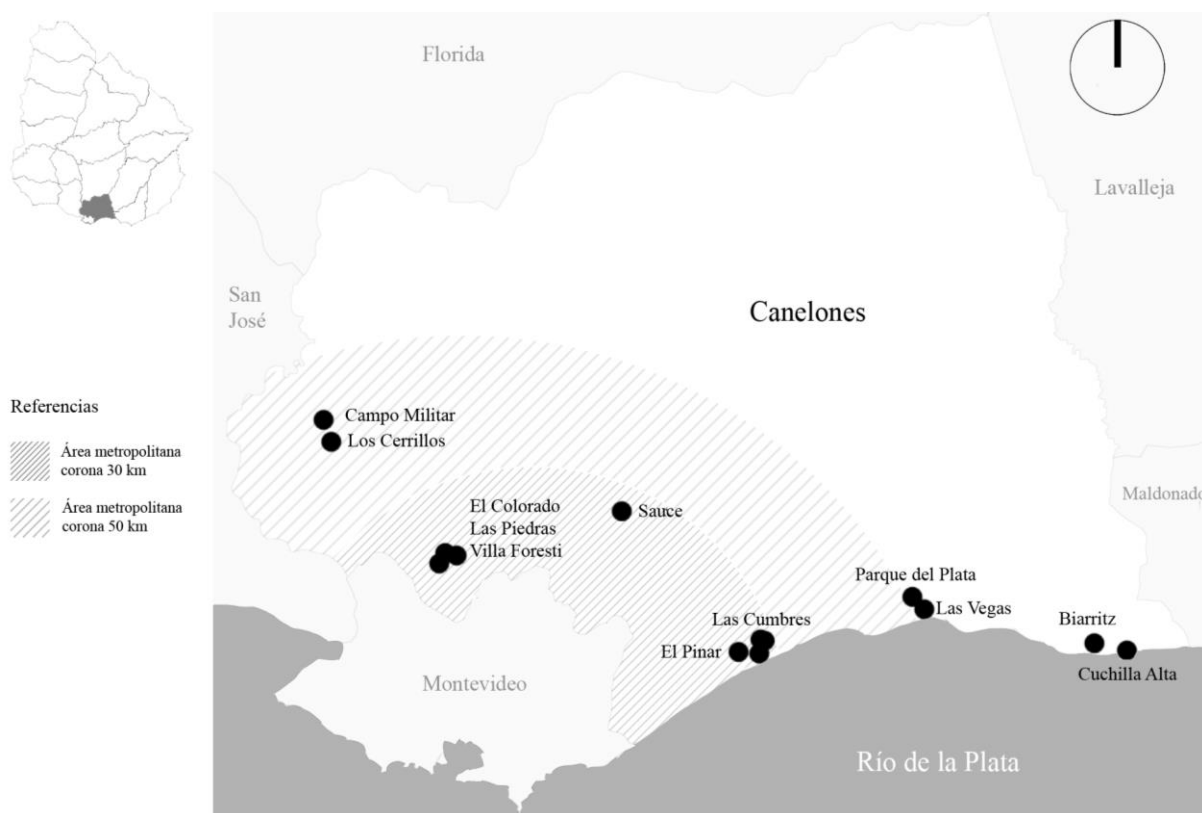 Florida
Lavalleja
San
José
Canelones
Referencias
Área metropolitana
corona 30 km
Área metropolitana
corona 50 km
Campo Militar
Los Cerrillos
Maldonado
El Colorado
Las Piedras
Villa Foresti
Sauce
Parque del Plata
Las Vegas
Las Cumbres
El Pinar
Biarritz
Cuchilla Alta
Montevideo
Río de la Plata